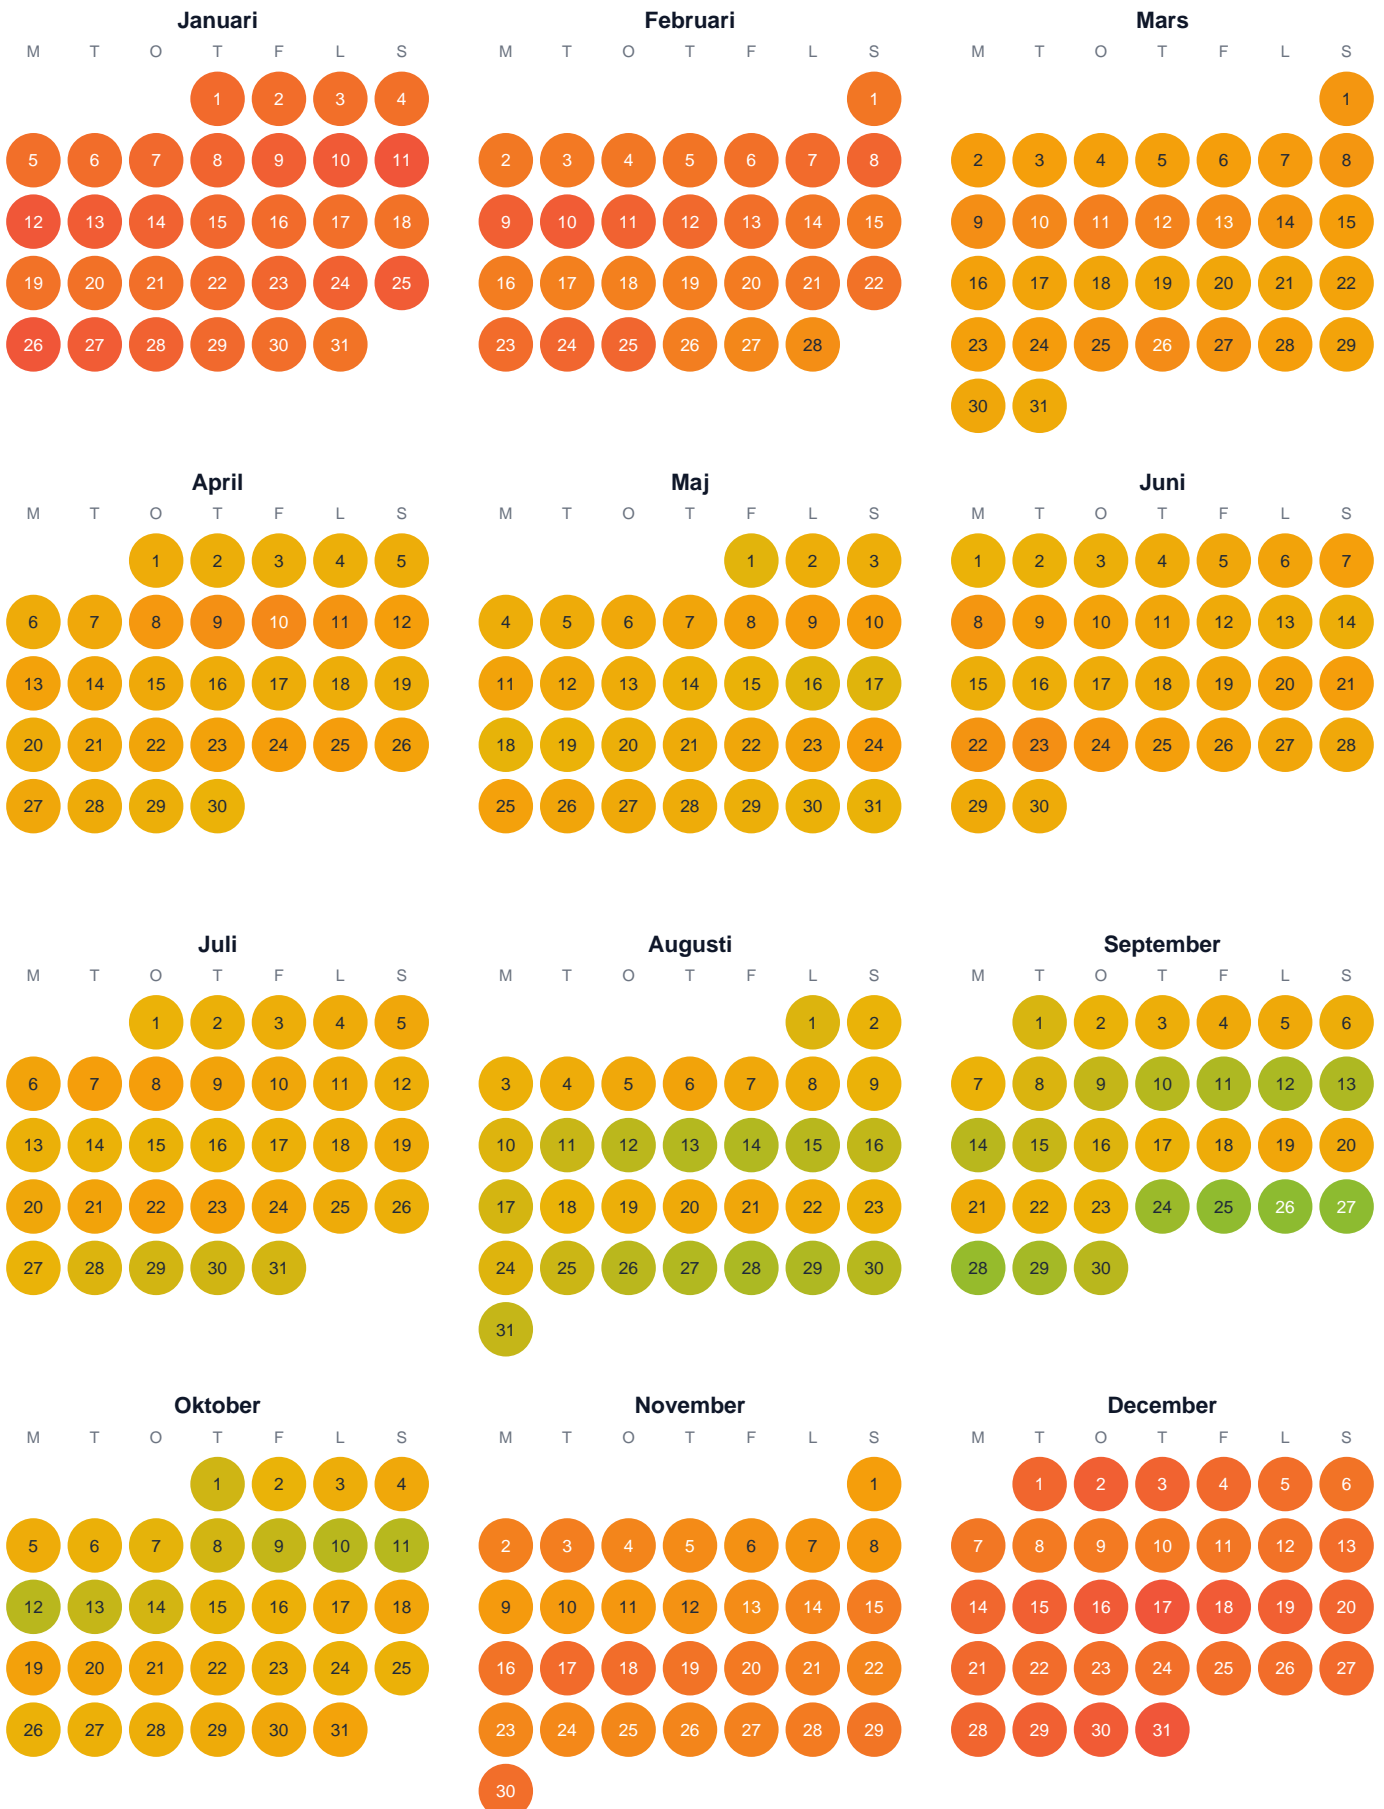 Januari Februari Mars
M T O T F L S M T O T F L S M T O T F L S
1 2 3 4 1 1
5 6 7 8 9 10 11 2 3 4 5 6 7 8 2 3 4 5 6 7 8
12 13 14 15 16 17 18 9 10 11 12 13 14 15 9 10 11 12 13 14 15
19 20 21 22 23 24 25 16 17 18 19 20 21 22 16 17 18 19 20 21 22
26 27 28 29 30 31 23 24 25 26 27 28 23 24 25 26 27 28 29
30 31
April Maj Juni
M T O T F L S M T O T F L S M T O T F L S
1 2 3 4 5 1 2 3 1 2 3 4 5 6 7
6 7 8 9 10 11 12 4 5 6 7 8 9 10 8 9 10 11 12 13 14
13 14 15 16 17 18 19 11 12 13 14 15 16 17 15 16 17 18 19 20 21
20 21 22 23 24 25 26 18 19 20 21 22 23 24 22 23 24 25 26 27 28
27 28 29 30 25 26 27 28 29 30 31 29 30
Juli Augusti September
M T O T F L S M T O T F L S M T O T F L S
1 2 3 4 5 1 2 1 2 3 4 5 6
6 7 8 9 10 11 12 3 4 5 6 7 8 9 7 8 9 10 11 12 13
13 14 15 16 17 18 19 10 11 12 13 14 15 16 14 15 16 17 18 19 20
20 21 22 23 24 25 26 17 18 19 20 21 22 23 21 22 23 24 25 26 27
27 28 29 30 31 24 25 26 27 28 29 30 28 29 30
31
Oktober November December
M T O T F L S M T O T F L S M T O T F L S
1 2 3 4 1 1 2 3 4 5 6
5 6 7 8 9 10 11 2 3 4 5 6 7 8 7 8 9 10 11 12 13
12 13 14 15 16 17 18 9 10 11 12 13 14 15 14 15 16 17 18 19 20
19 20 21 22 23 24 25 16 17 18 19 20 21 22 21 22 23 24 25 26 27
26 27 28 29 30 31 23 24 25 26 27 28 29 28 29 30 31
30